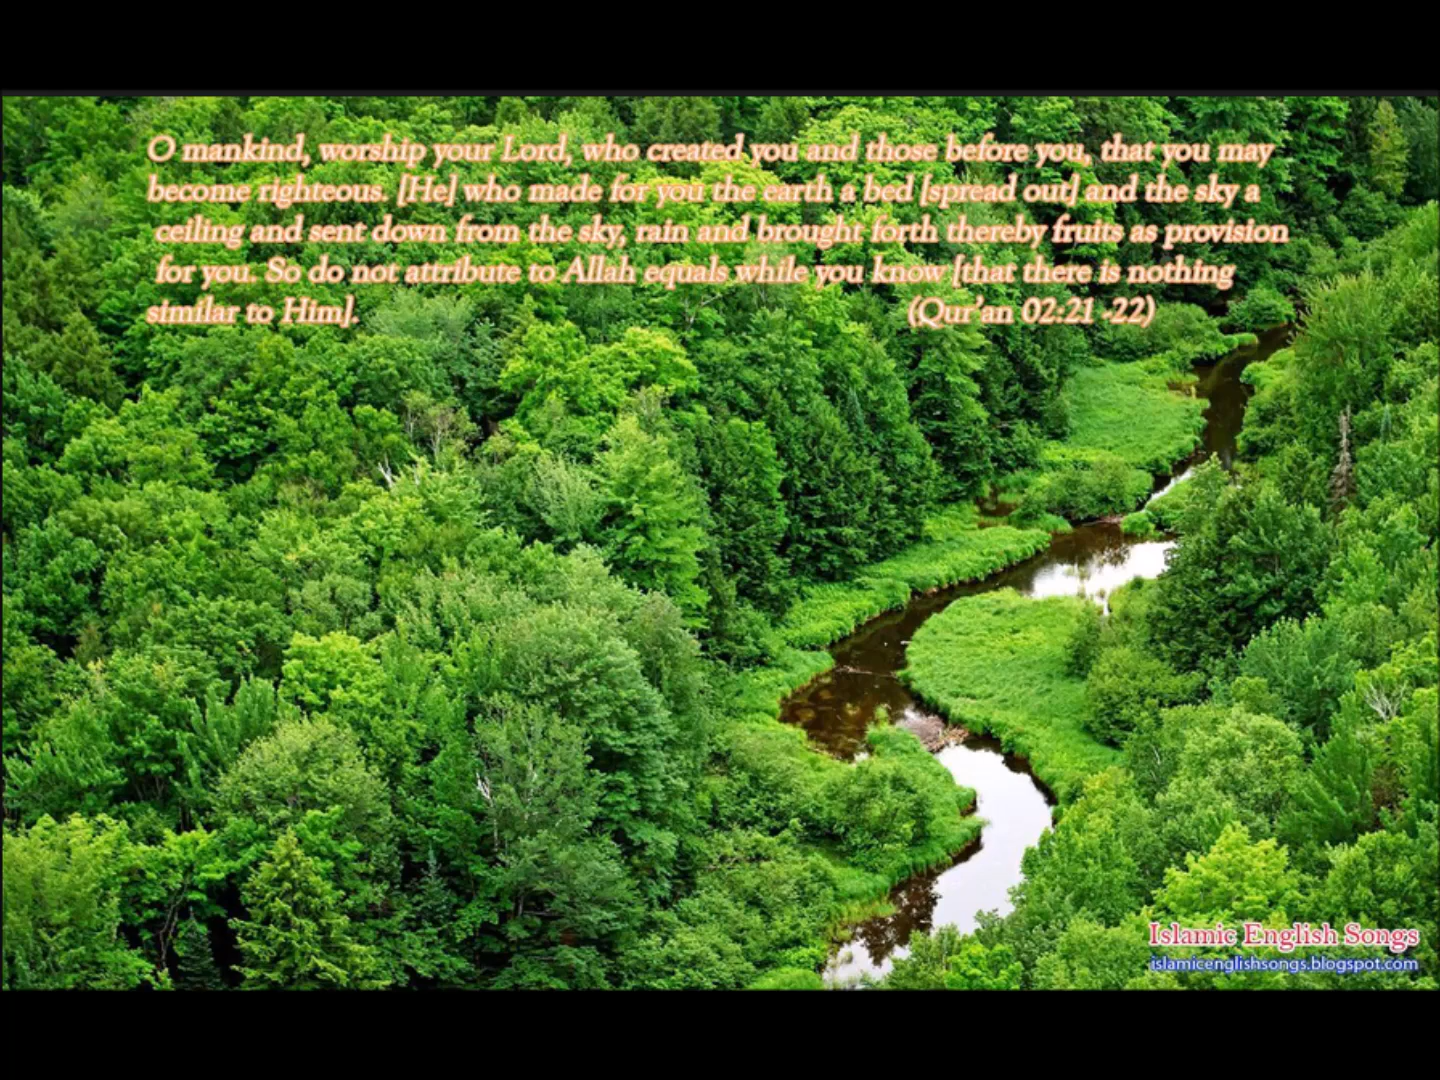 O mankind, worship your Lord, who created you and those before you, that you may
become righteous. [He] who made for you the earth a bed [spread out] and the sky a
ceiling and sent down from the sky, rain and brought forth thereby fruits as provision
for you. So do not attribute to Allah equals while you know [that there is nothing
similar to Him]. (Qur'an 02:21 -22)
Islamic English Songs
islamicenglishsongs.blogspot.com